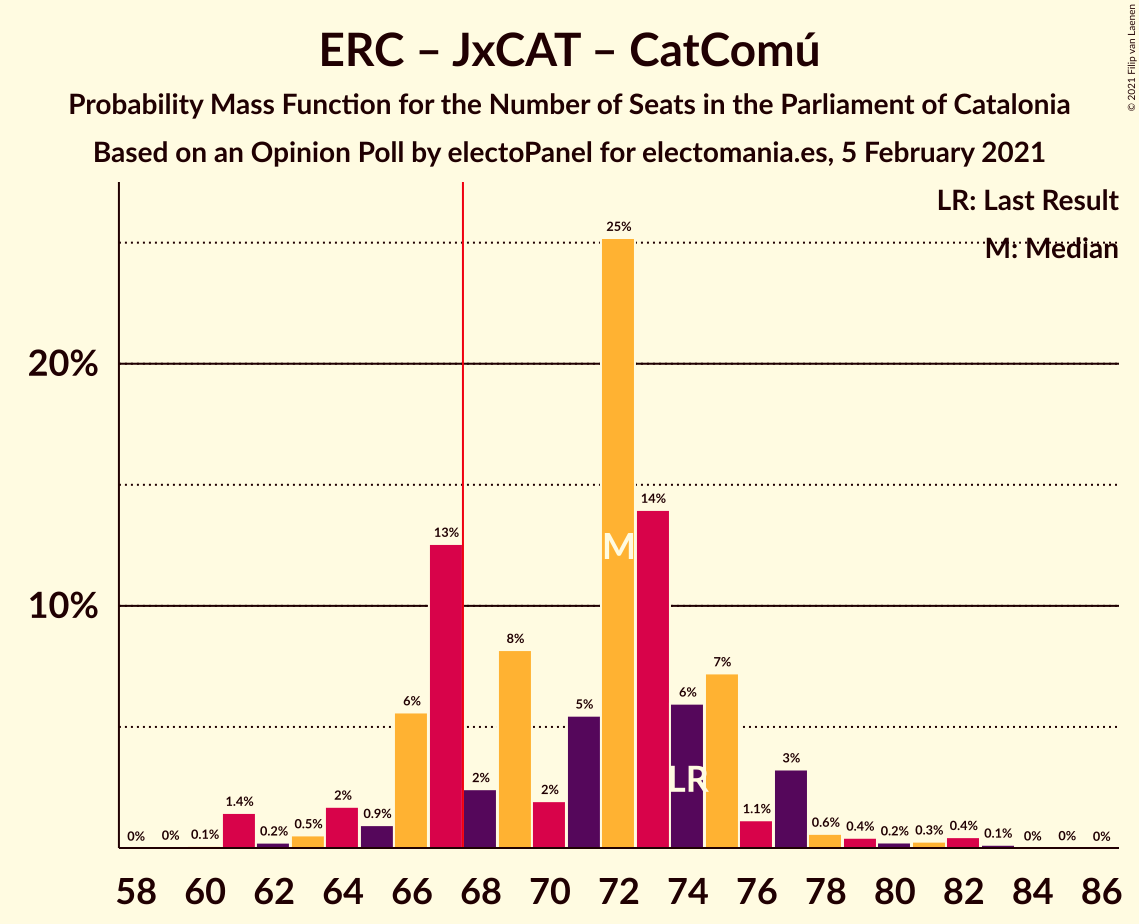 ERC – JxCAT – CatComú
Probability Mass Function for the Number of Seats in the Parliament of Catalonia
Based on an Opinion Poll by electoPanel for electomania.es, 5 February 2021
© 2021 Filip van Laenen
LR: Last Result
M: Median
20%
10%
0% 0% 0.1% 1.4% 0.2% 0.5% 2% 0.9% 6% 13% 2% 8% 2% 5% 25% 14% 6% 7% 1.1% 3% 0.6% 0.4% 0.2% 0.3% 0.4% 0.1% 0% 0% 0%
M
LR
58 60 62 64 66 68 70 72 74 76 78 80 82 84 86